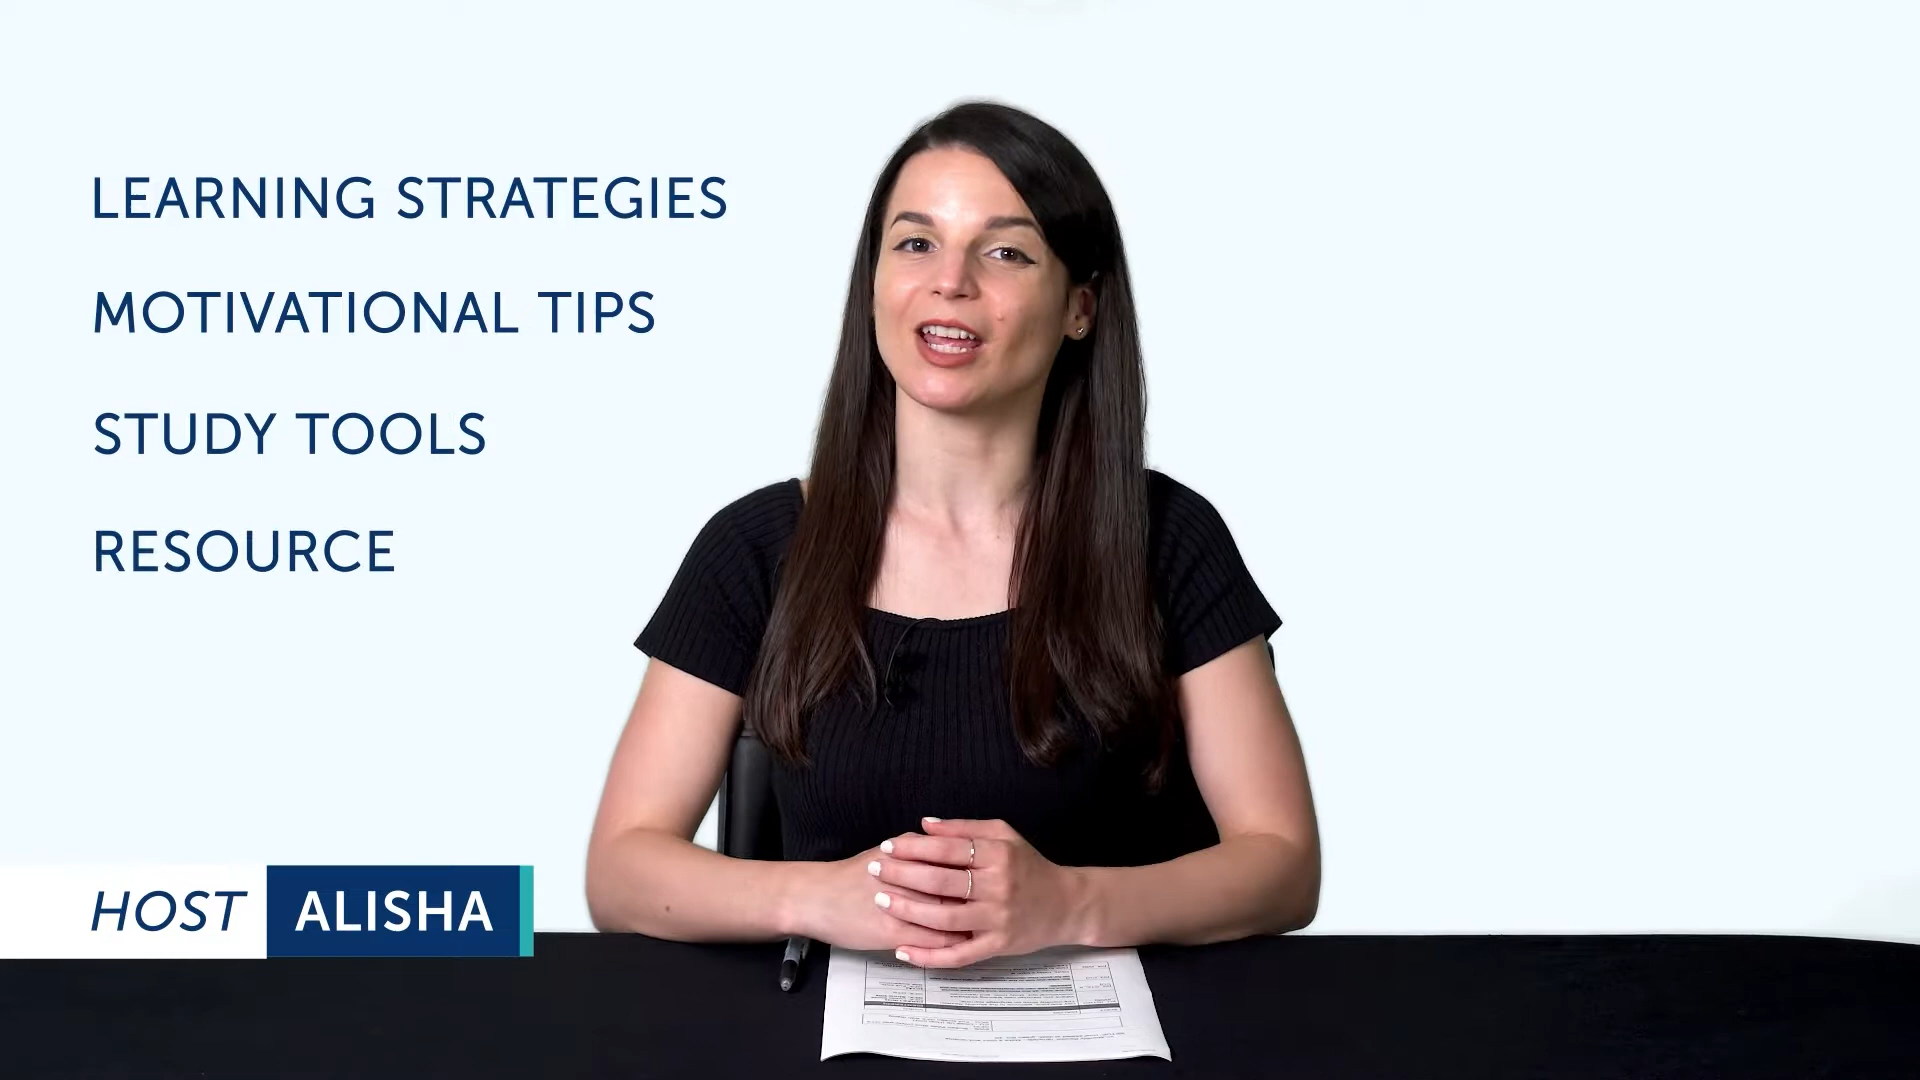 LEARNING STRATEGIES
MOTIVATIONAL TIPS
STUDY TOOLS
RESOURCE
HOST ALISHA